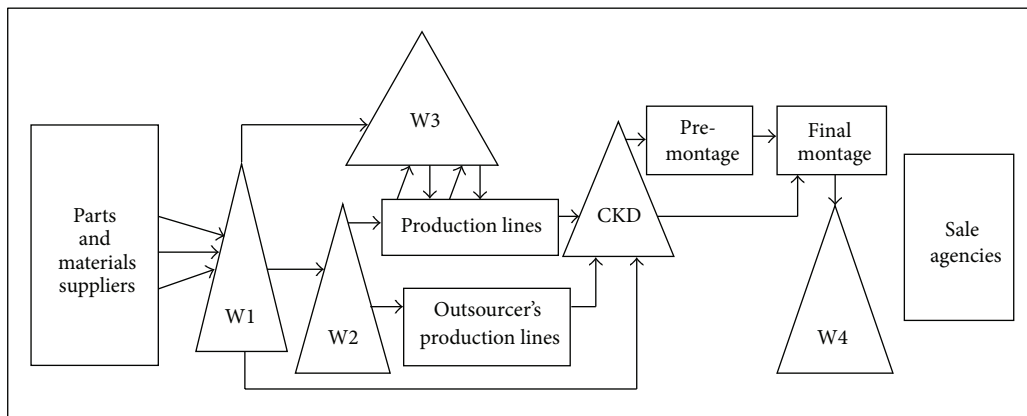 Parts and
materials
suppliers
W1
W2
W3
Production lines
Outsourcer's
production lines
CKD
Pre-
montage
Final
montage
W4
Sale
agencies